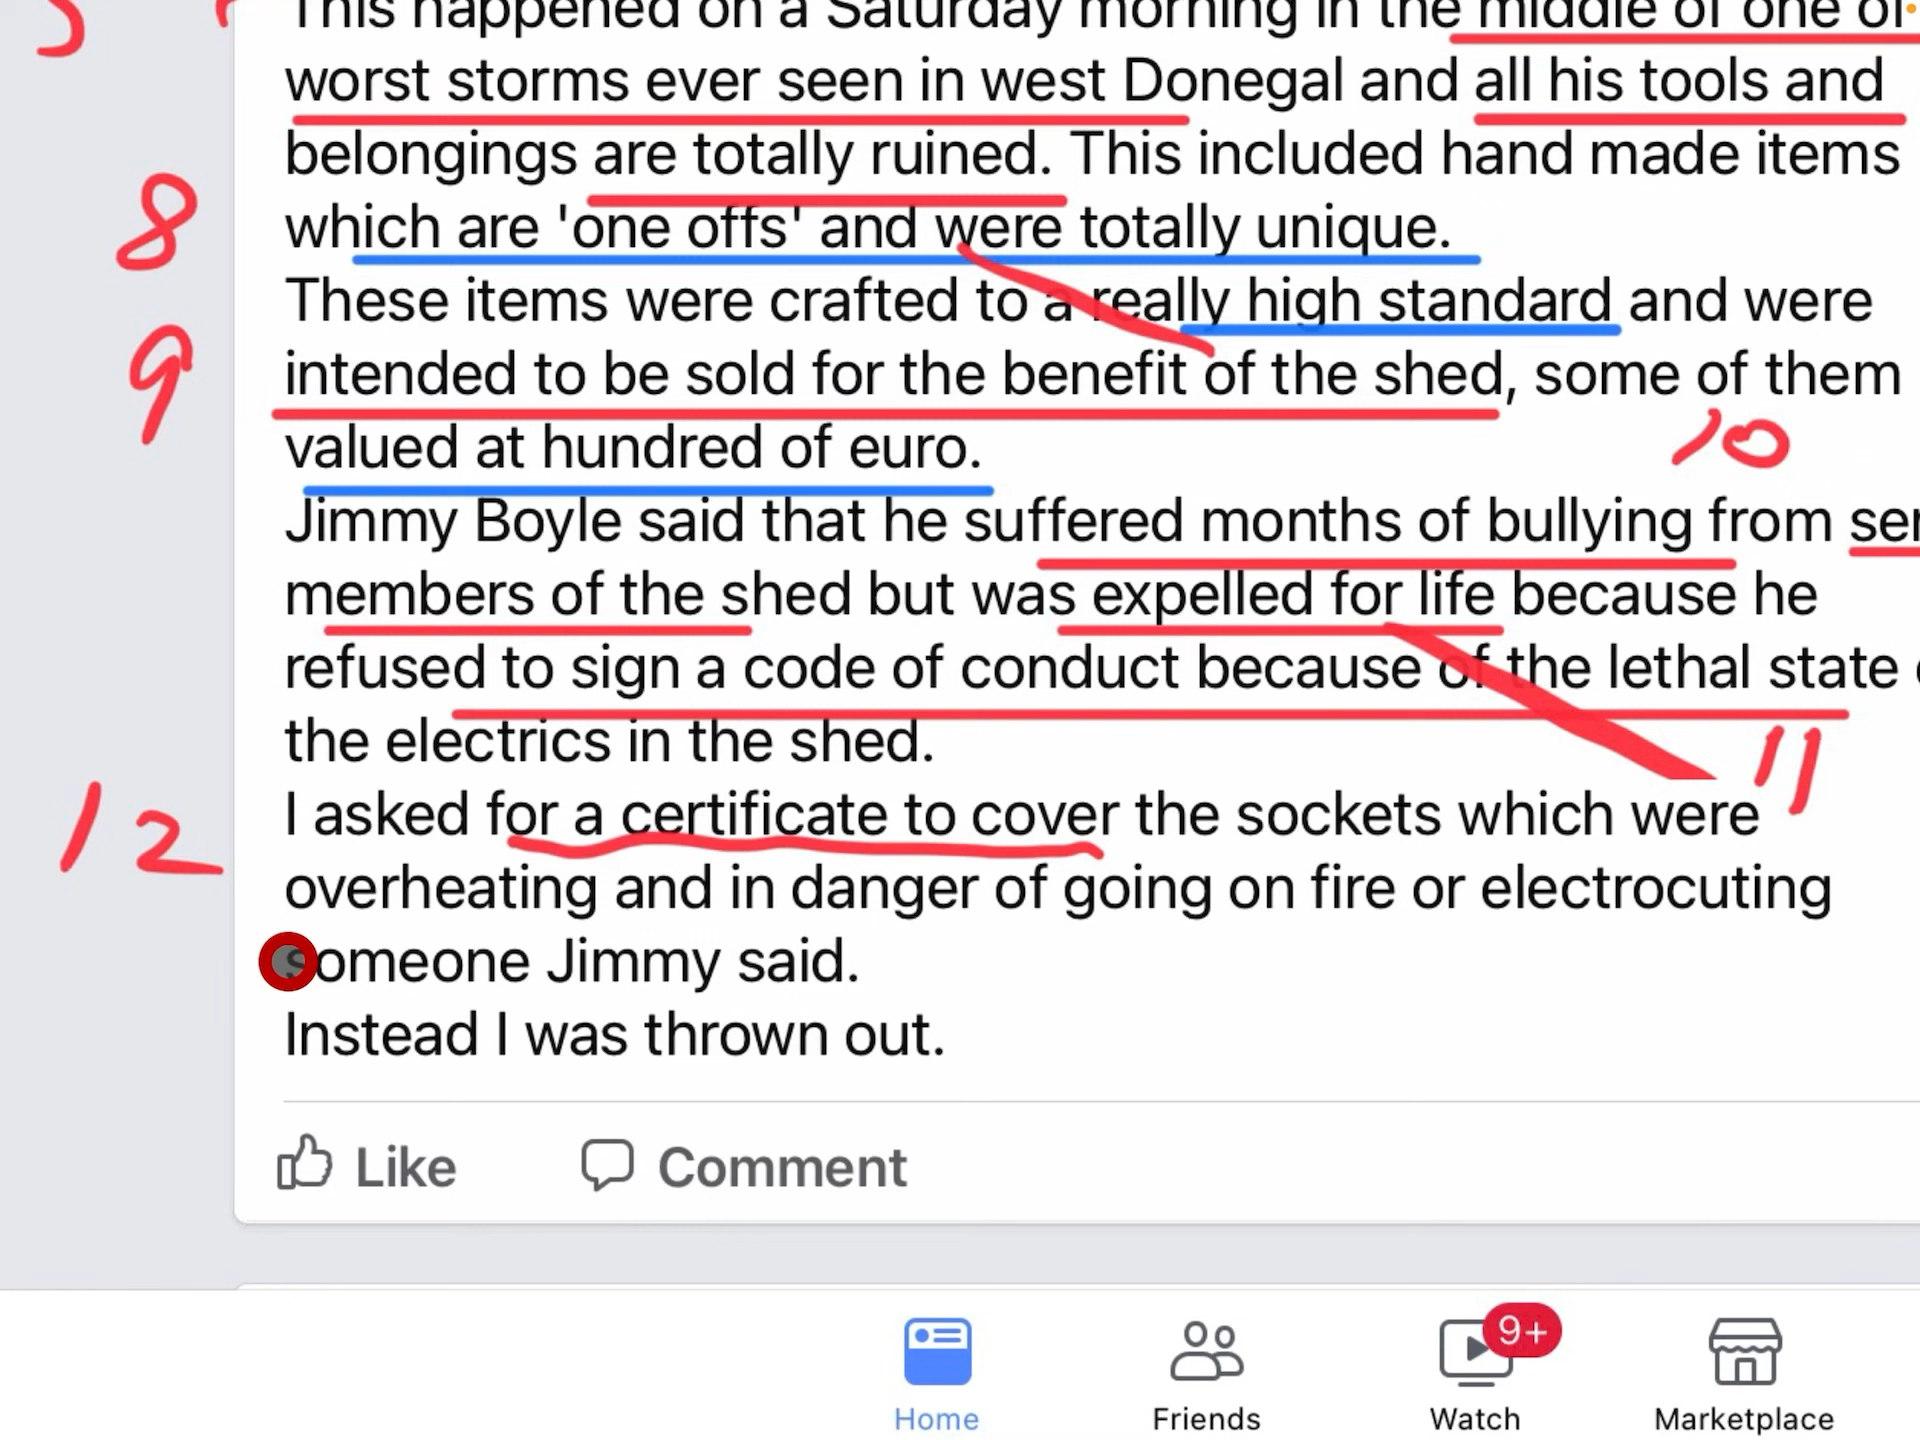 This happened on a Saturday morning in the middle of one of
worst storms ever seen in west Donegal and all his tools and
belongings are totally ruined. This included hand made items
8
which are 'one offs' and were totally unique.
These items were crafted to a really high standard and were
9
intended to be sold for the benefit of the shed, some of them
valued at hundred of euro.
10
Jimmy Boyle said that he suffered months of bullying from
members of the shed but was expelled for life because he
refused to sign a code of conduct because of the lethal state
the electrics in the shed.
11
12
I asked for a certificate to cover the sockets which were
overheating and in danger of going on fire or electrocuting
someone Jimmy said.
Instead I was thrown out.
Like Comment
9+
Home Friends Watch Marketplace